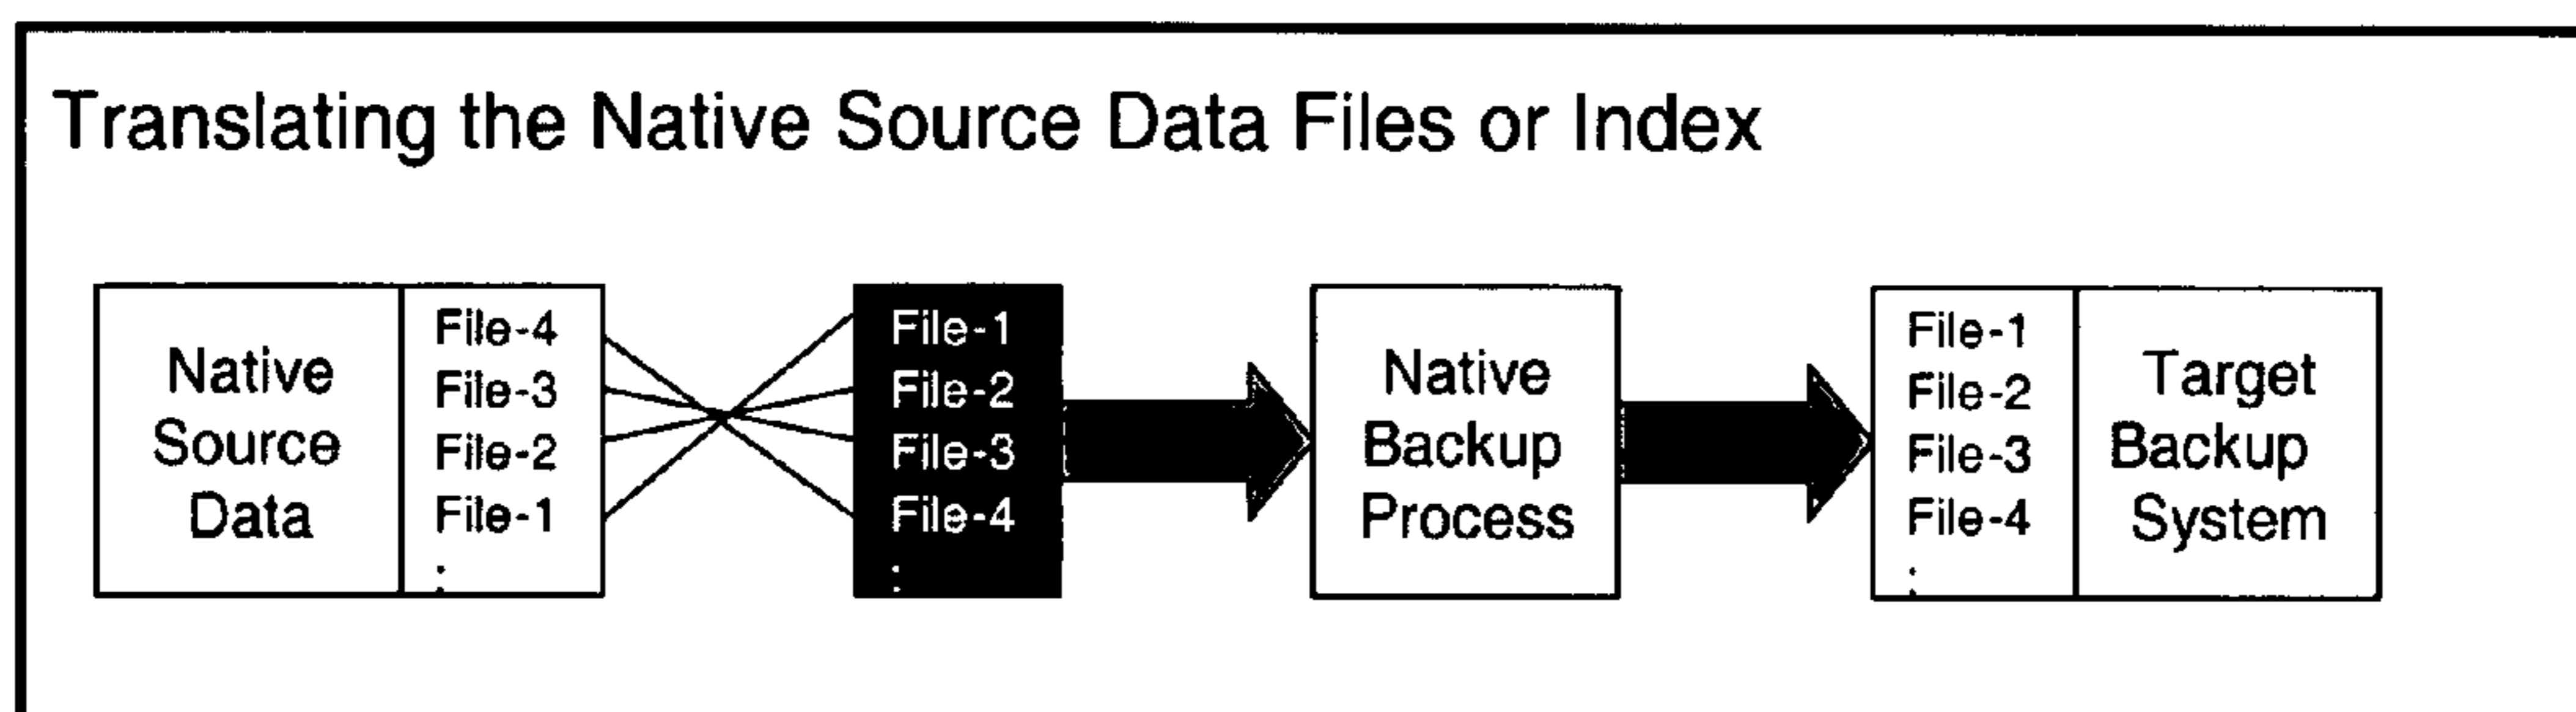 Translating the Native Source Data Files or Index
Native
Source
Data
File-4
File-3
File-2
File-1
:
File-1
File-2
File-3
File-4
:
Native
Backup
Process
File-1
File-2
File-3
File-4
:
Target
Backup
System